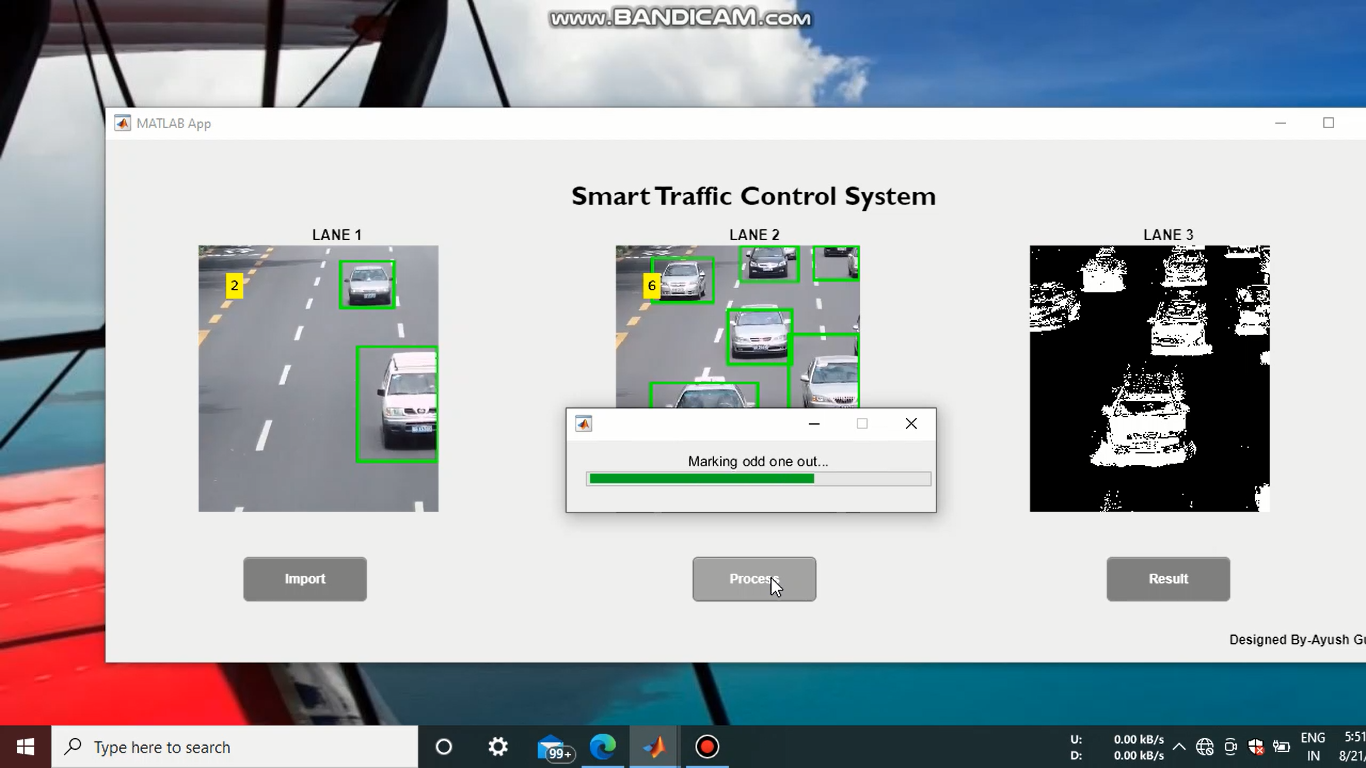 www.BANDICAM.com
MATLAB App
Smart Traffic Control System
LANE 1
LANE 2
LANE 3
2
6
Marking odd one out...
Import
Process
Result
Designed By-Ayush Gu
Type here to search
99+
U: 0.00 kB/s
D: 0.00 kB/s
ENG
IN
5:51
8/21/